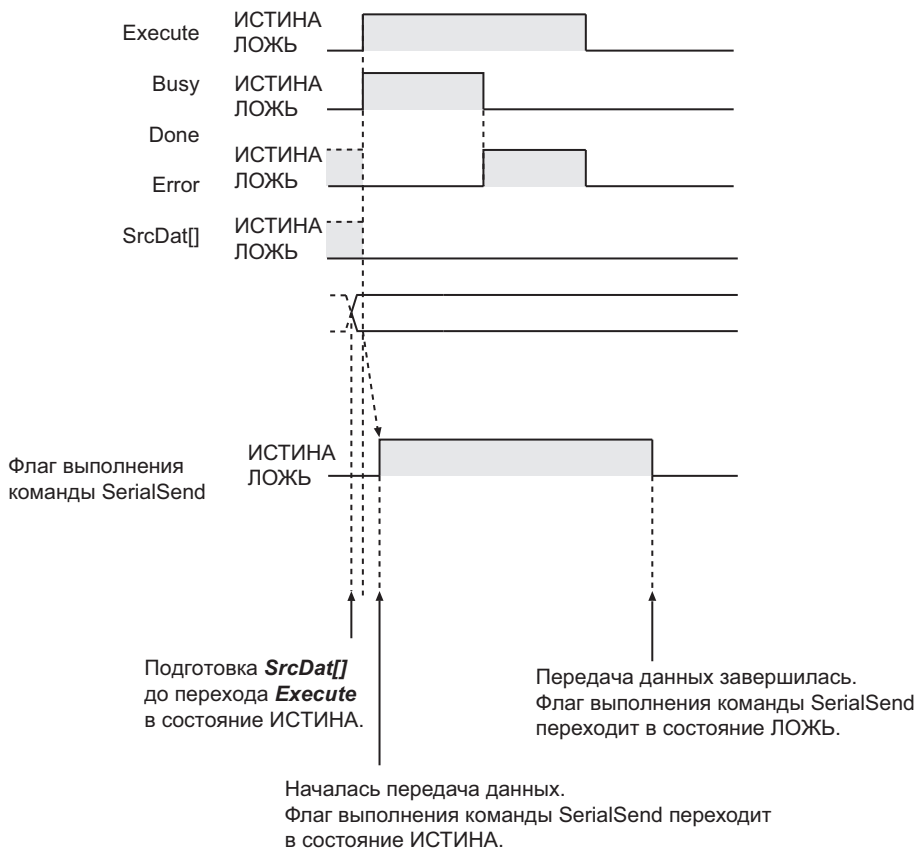 Execute
ИСТИНА
ЛОЖЬ
Busy
ИСТИНА
ЛОЖЬ
Done
ИСТИНА
ЛОЖЬ
Error
SrcDat[]
ИСТИНА
ЛОЖЬ
Флаг выполнения
команды SerialSend
ИСТИНА
ЛОЖЬ
Подготовка SrcDat[]
до перехода Execute
в состояние ИСТИНА.
Передача данных завершилась.
Флаг выполнения команды SerialSend
переходит в состояние ЛОЖЬ.
Началась передача данных.
Флаг выполнения команды SerialSend переходит
в состояние ИСТИНА.